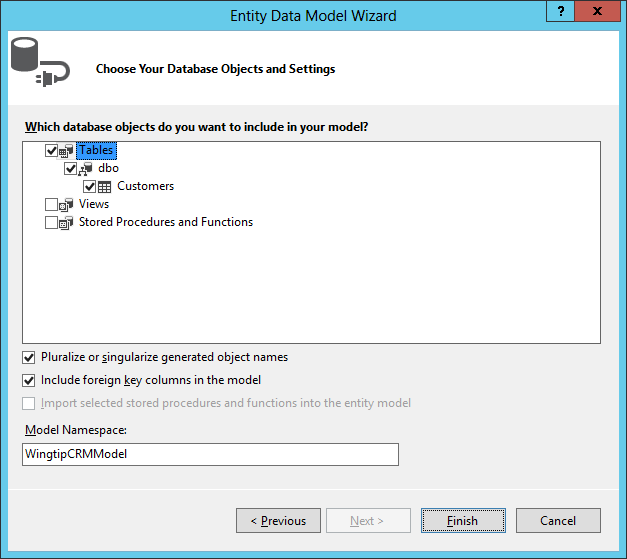 Entity Data Model Wizard
? x
Choose Your Database Objects and Settings
Which database objects do you want to include in your model?
Tables
dbo
Customers
Views
Stored Procedures and Functions
Pluralize or singularize generated object names
Include foreign key columns in the model
Import selected stored procedures and functions into the entity model
Model Namespace:
WingtipCRMModel
< Previous Next > Finish Cancel